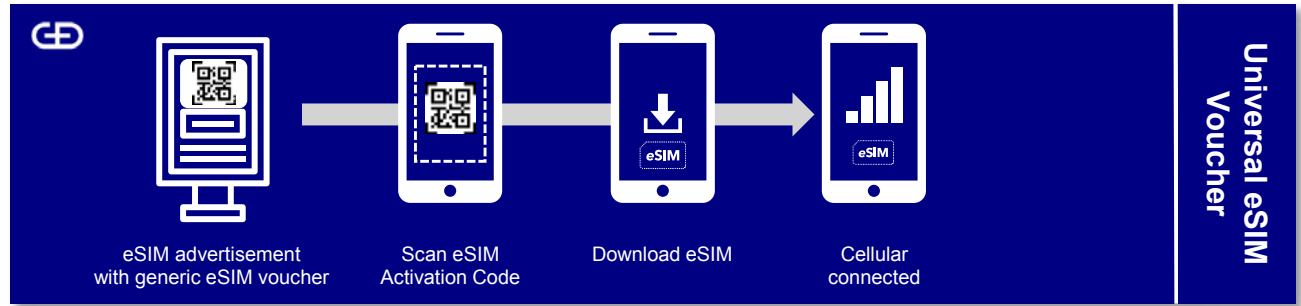 GD
eSIM
eSIM
eSIM advertisement
with generic eSIM voucher
Scan eSIM
Activation Code
Download eSIM
Cellular
connected
Universal eSIM
Voucher